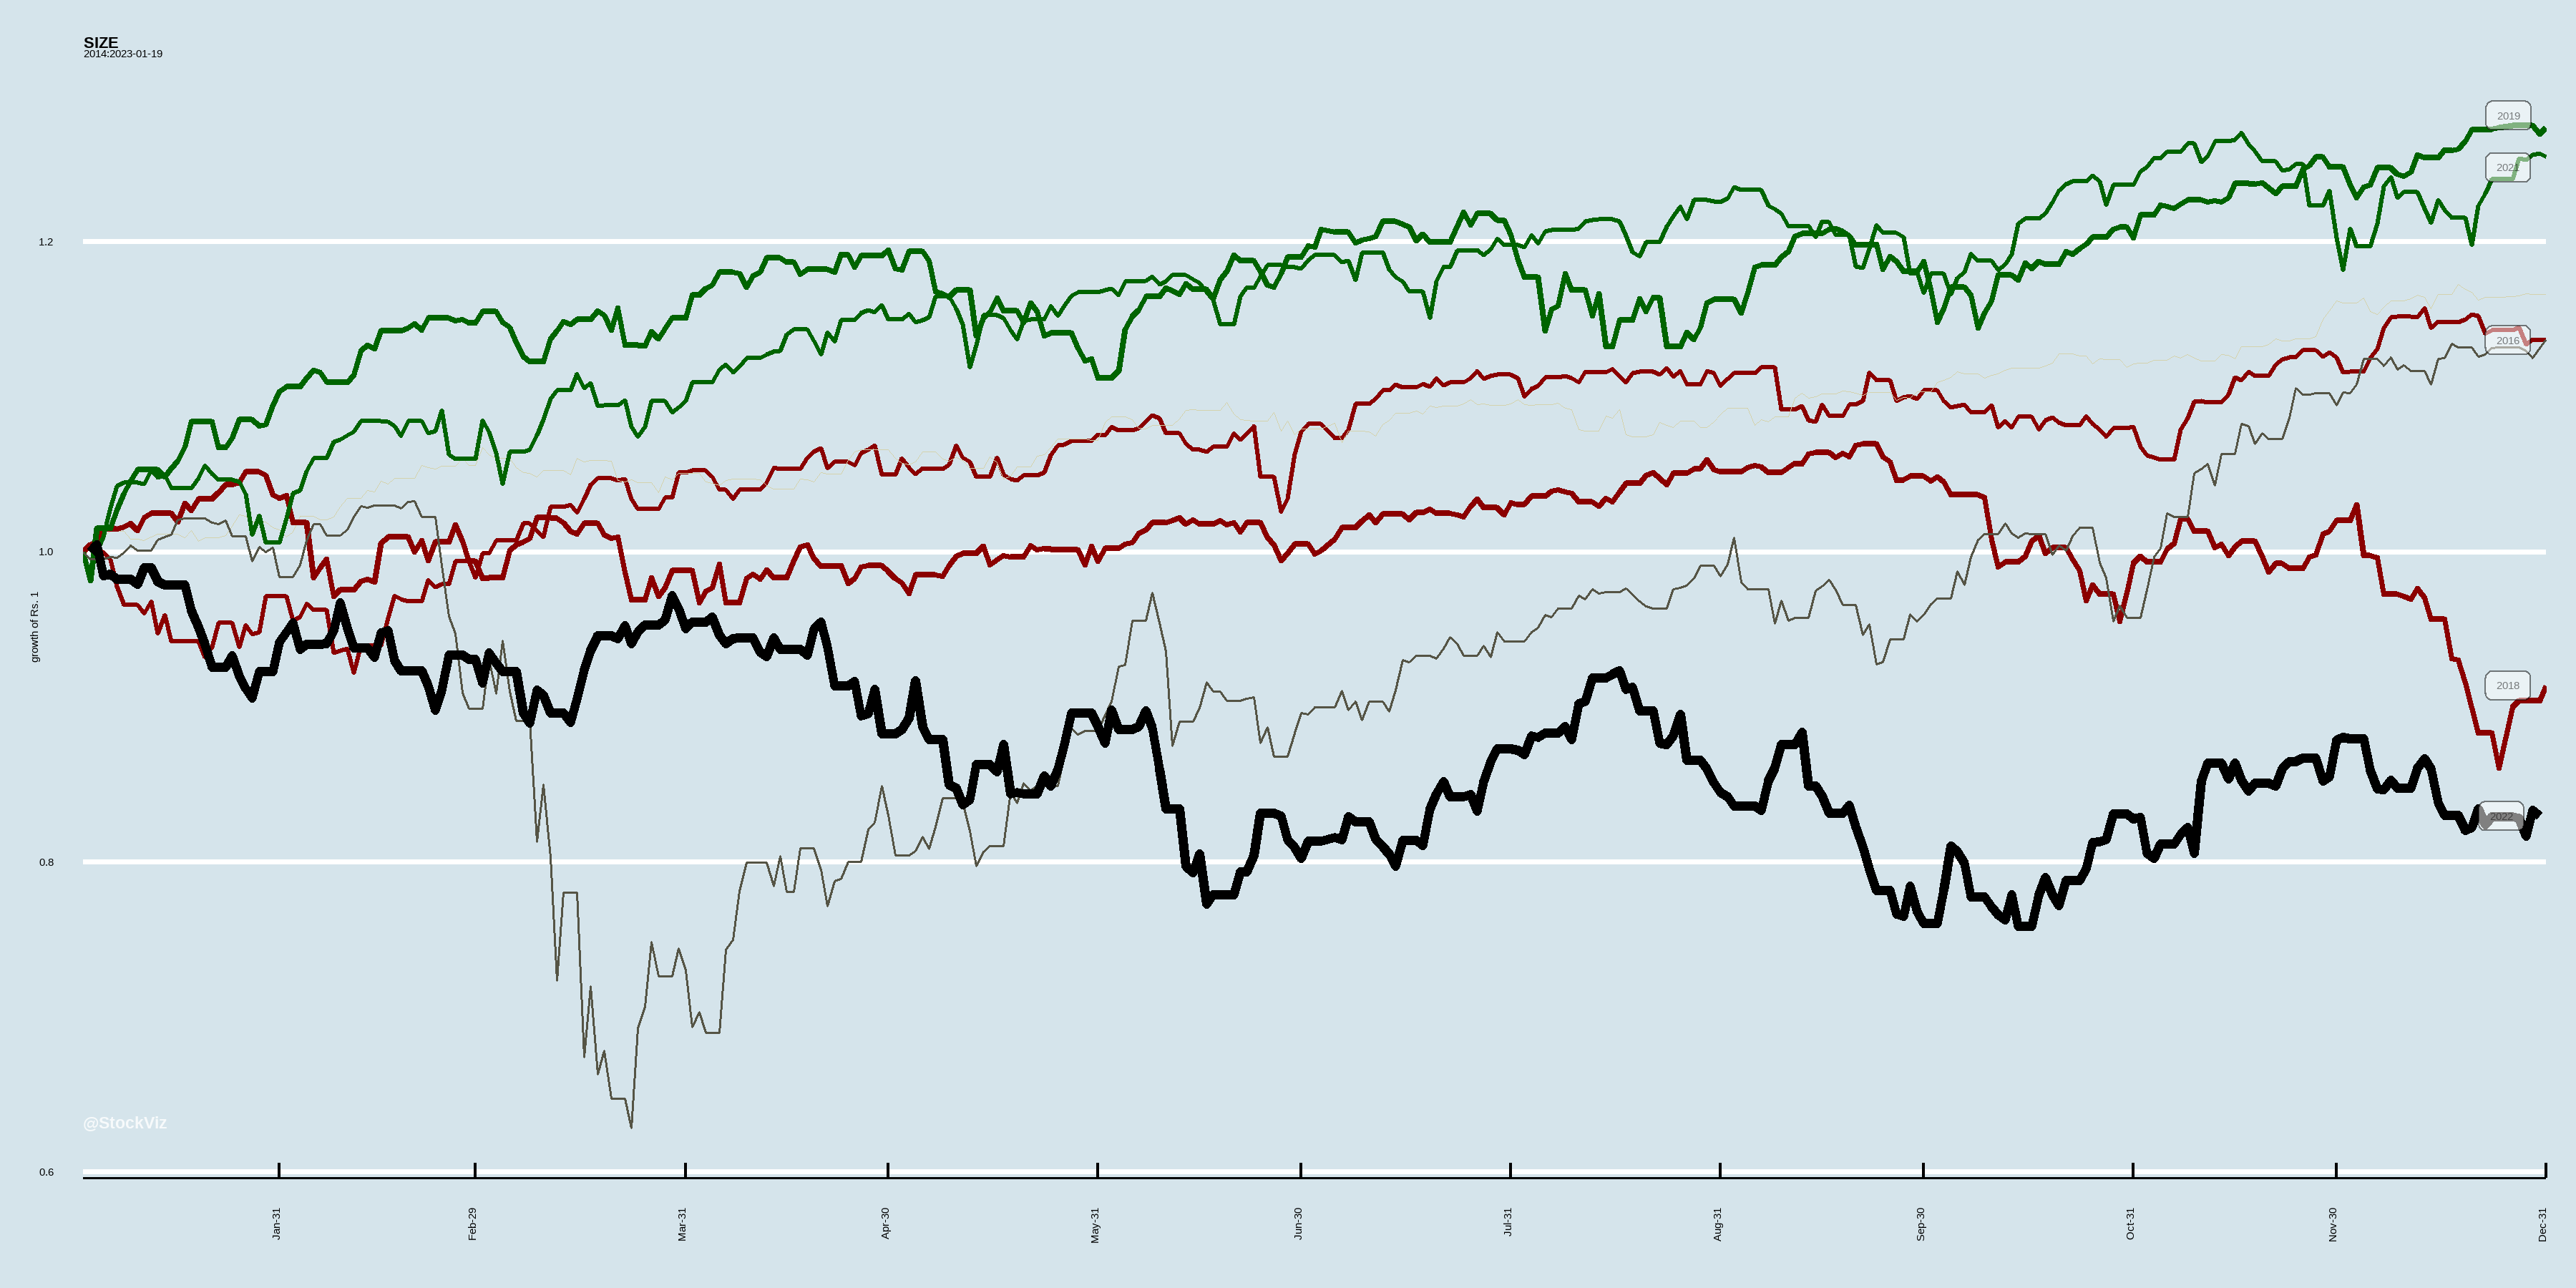 SIZE
2014:2023-01-19
2019
2021
1.2
2016
1.0
growth of Rs. 1
2018
2022
0.8
@StockViz
0.6
Jan-31
Feb-29
Mar-31
Apr-30
May-31
Jun-30
Jul-31
Aug-31
Sep-30
Oct-31
Nov-30
Dec-31